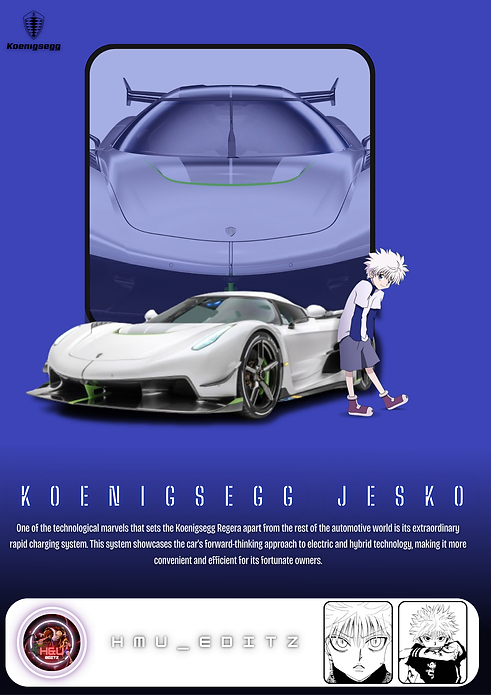 Koenigsegg
KOENIGSEGG JESKO
One of the technological marvels that sets the Koenigsegg Regera apart from the rest of the automotive world is its extraordinary
rapid charging system. This system showcases the car's forward-thinking approach to electric and hybrid technology, making it more
convenient and efficient for its fortunate owners.
H&U
EDITZ
HMU_EDITZ